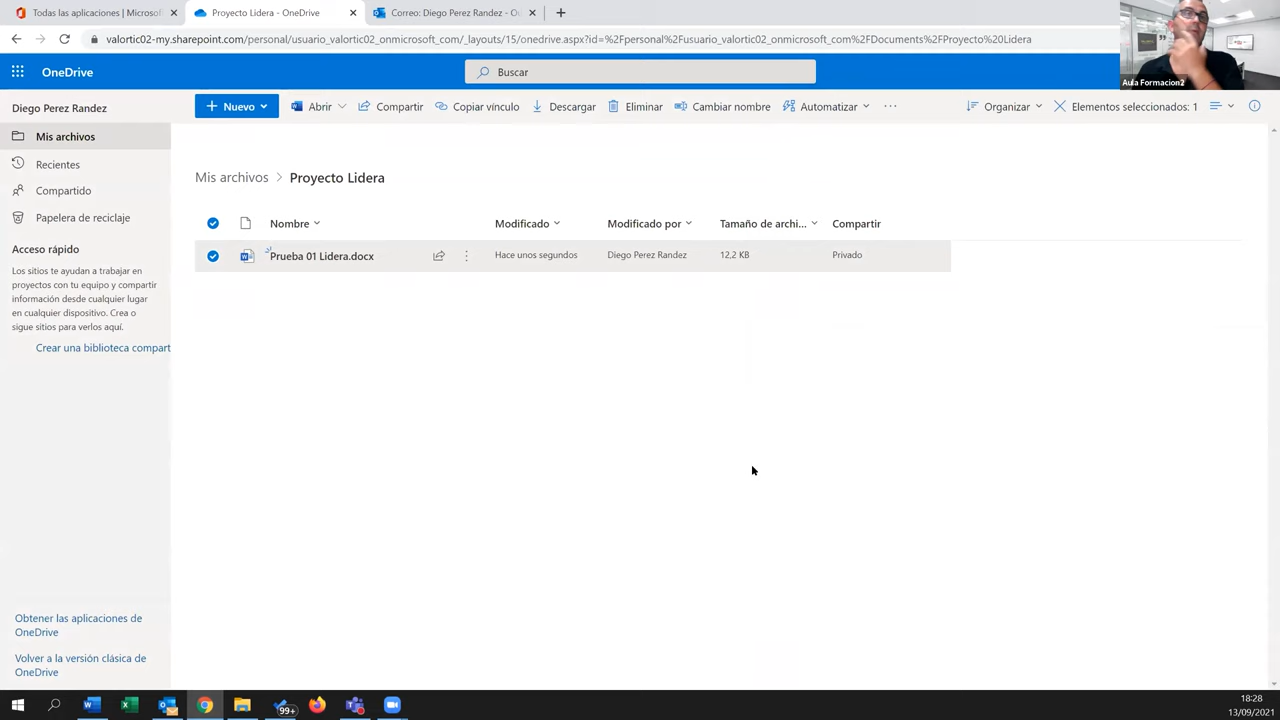 Todas las aplicaciones | Microsof
Proyecto Lidera - OneDrive
Correo: Diego Perez Randez - Ou
valortic02-my.sharepoint.com/personal/usuario_valortic02_onmicrosoft_com/_layouts/15/onedrive.aspx?id=%2Fpersonal%2Fusuario_valortic02_onmicrosoft_com%2FDocuments%2FProyecto%20Lidera
Aula Formacion2
OneDrive
Buscar
Diego Perez Randez
Nuevo
Abrir
Compartir
Copiar vínculo
Descargar
Eliminar
Cambiar nombre
Automatizar
Organizar
Elementos seleccionados: 1
Mis archivos
Recientes
Compartido
Papelera de reciclaje
Acceso rápido
Los sitios te ayudan a trabajar en
proyectos con tu equipo y compartir
información desde cualquier lugar
en cualquier dispositivo. Crea o
sigue sitios para verlos aquí.
Crear una biblioteca compart
Obtener las aplicaciones de
OneDrive
Volver a la versión clásica de
OneDrive
Mis archivos > Proyecto Lidera
Nombre
Modificado
Modificado por
Tamaño de archi...
Compartir
Prueba 01 Lidera.docx
Hace unos segundos
Diego Perez Randez
12,2 KB
Privado
99+
18:28
13/09/2021